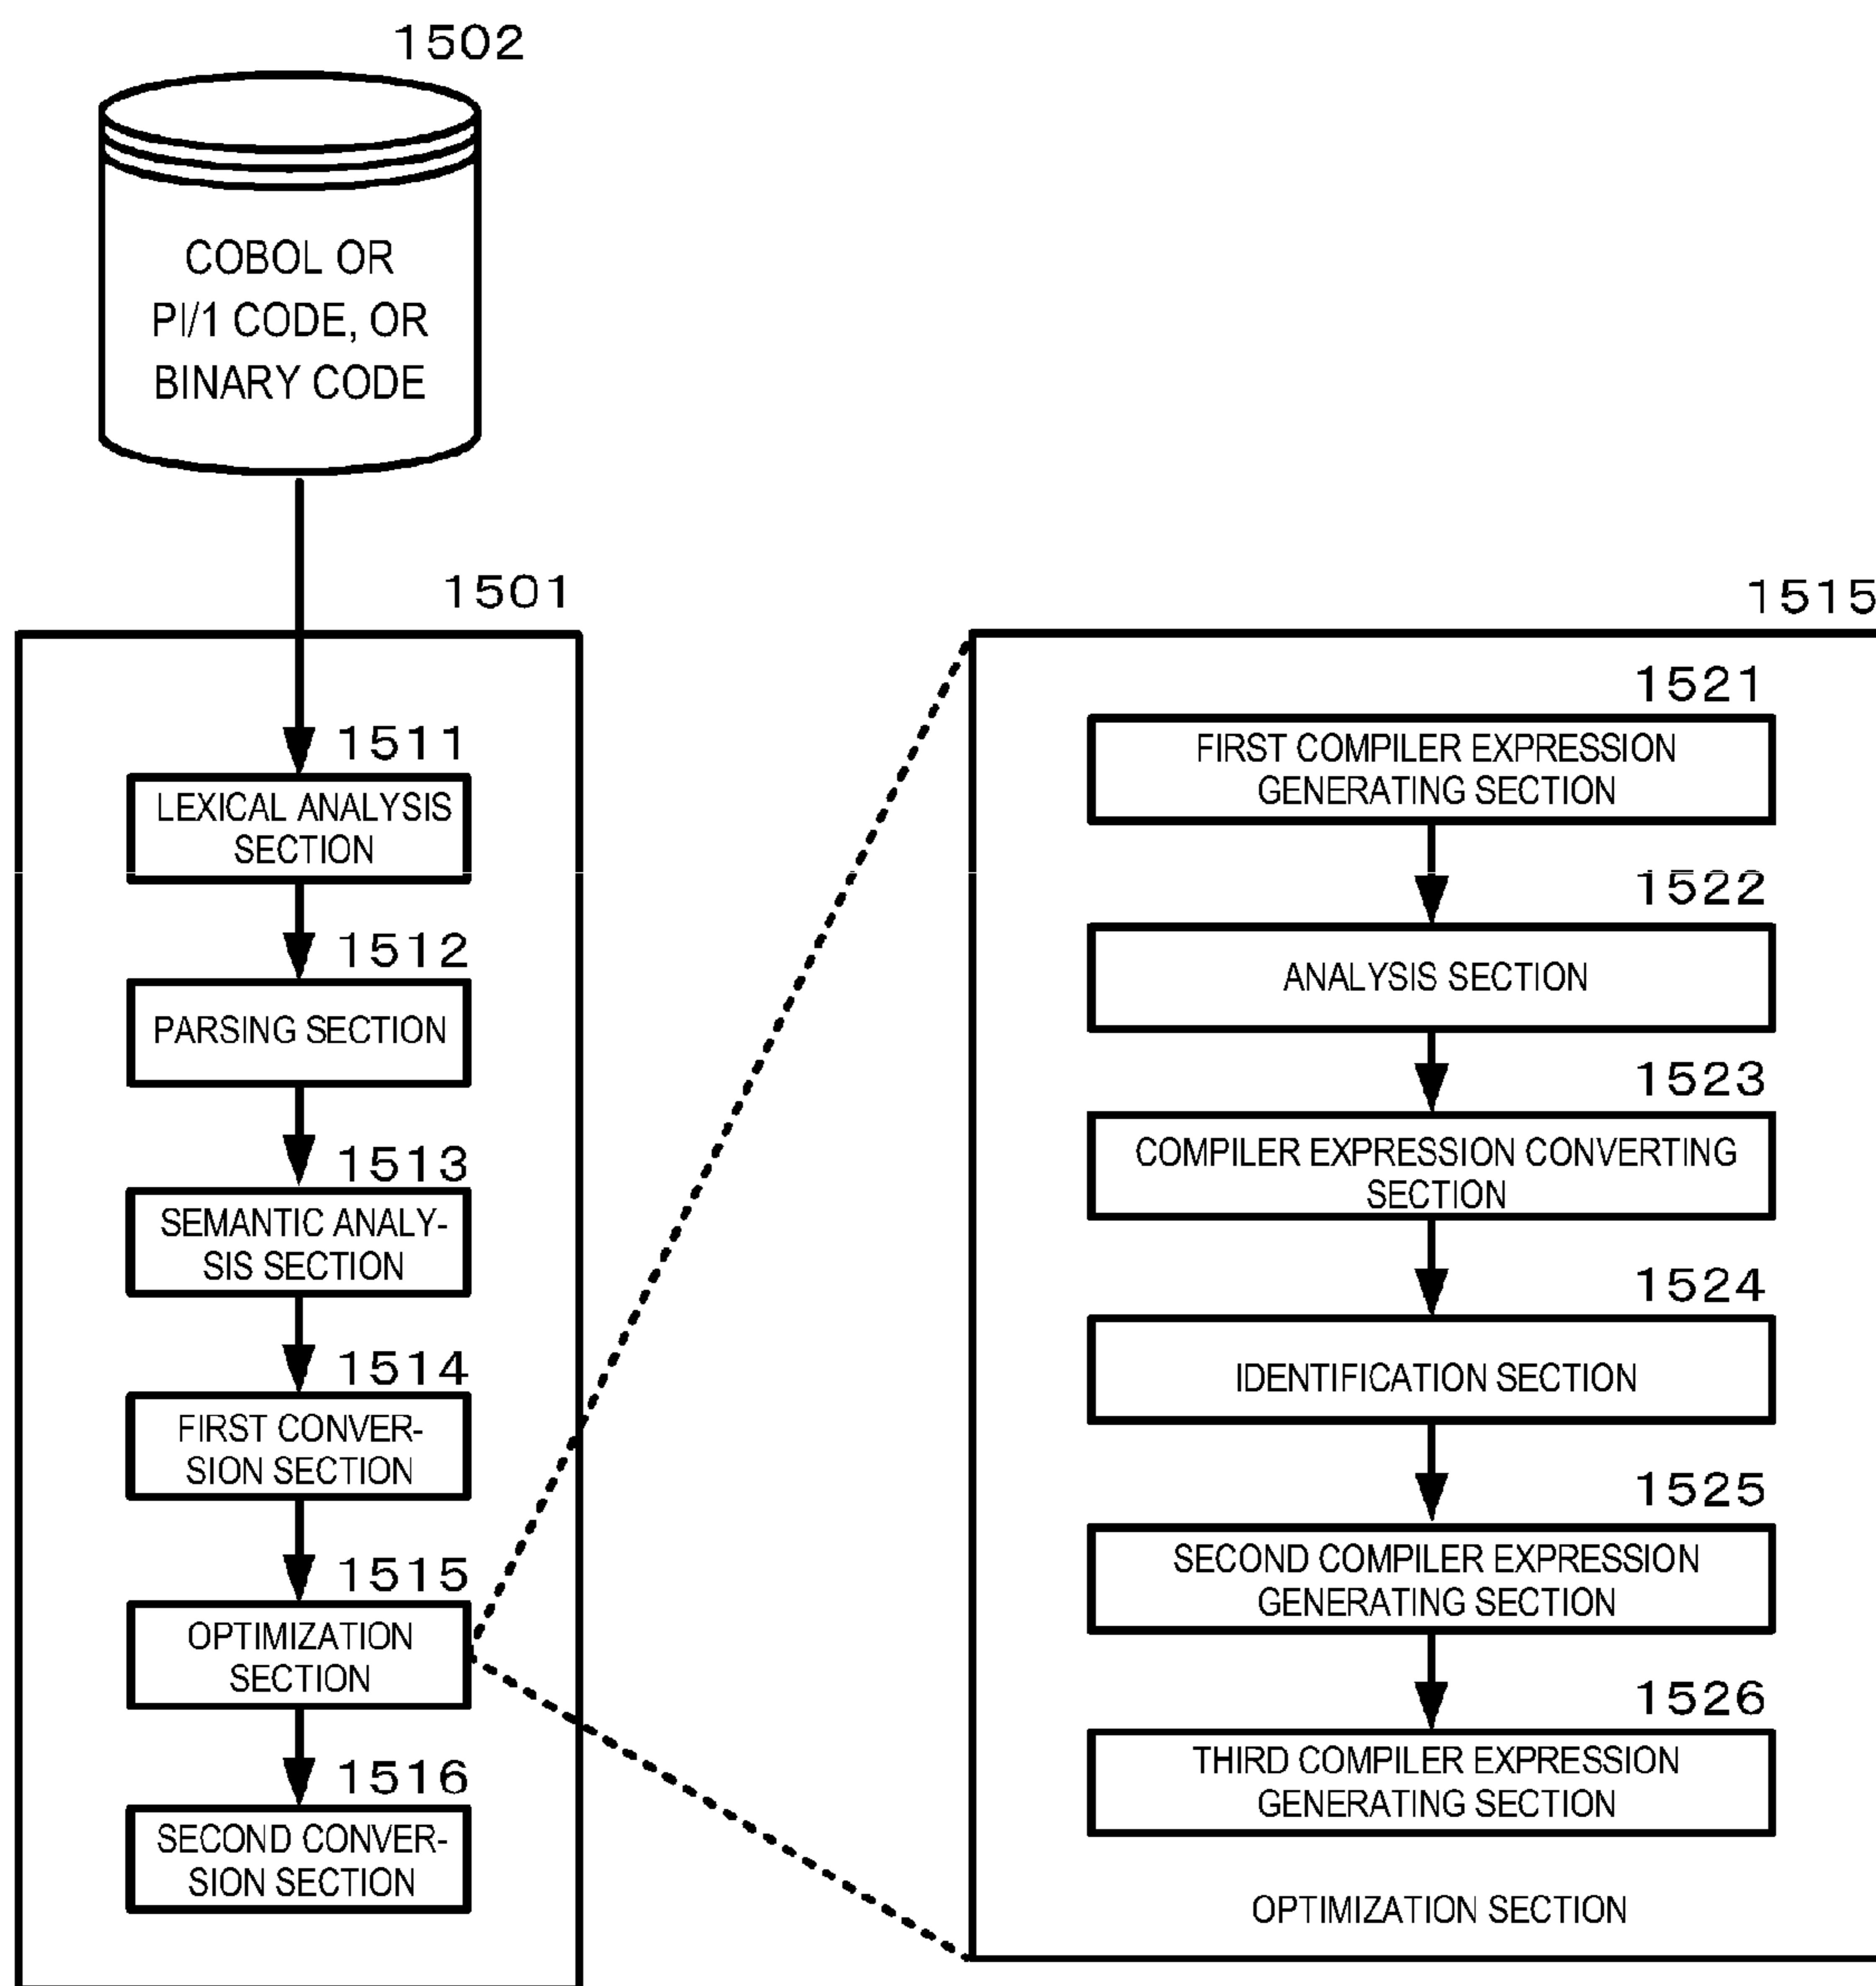 1502
COBOL OR
PI/1 CODE, OR
BINARY CODE
1501
1511
LEXICAL ANALYSIS
SECTION
1512
PARSING SECTION
1513
SEMANTIC ANALY-
SIS SECTION
1514
FIRST CONVER-
SION SECTION
1515
OPTIMIZATION
SECTION
1516
SECOND CONVER-
SION SECTION
1515
1521
FIRST COMPILER EXPRESSION
GENERATING SECTION
1522
ANALYSIS SECTION
1523
COMPILER EXPRESSION CONVERTING
SECTION
1524
IDENTIFICATION SECTION
1525
SECOND COMPILER EXPRESSION
GENERATING SECTION
1526
THIRD COMPILER EXPRESSION
GENERATING SECTION
OPTIMIZATION SECTION